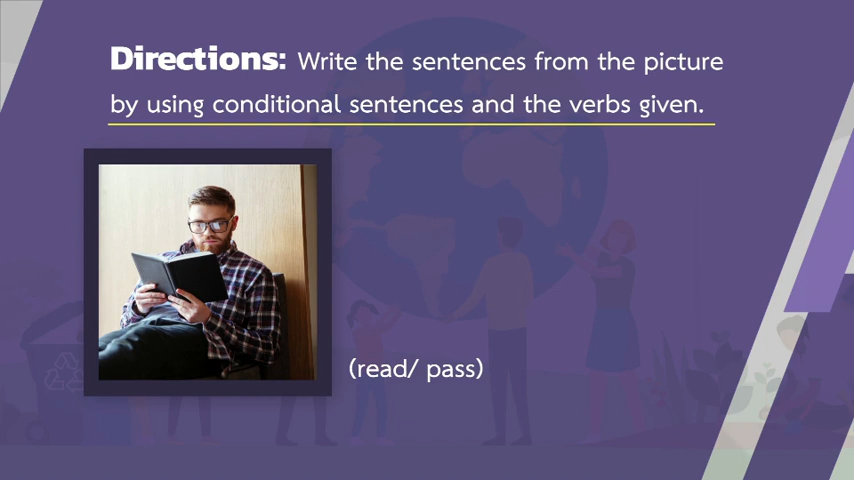 Directions: Write the sentences from the picture
by using conditional sentences and the verbs given.
(read/ pass)